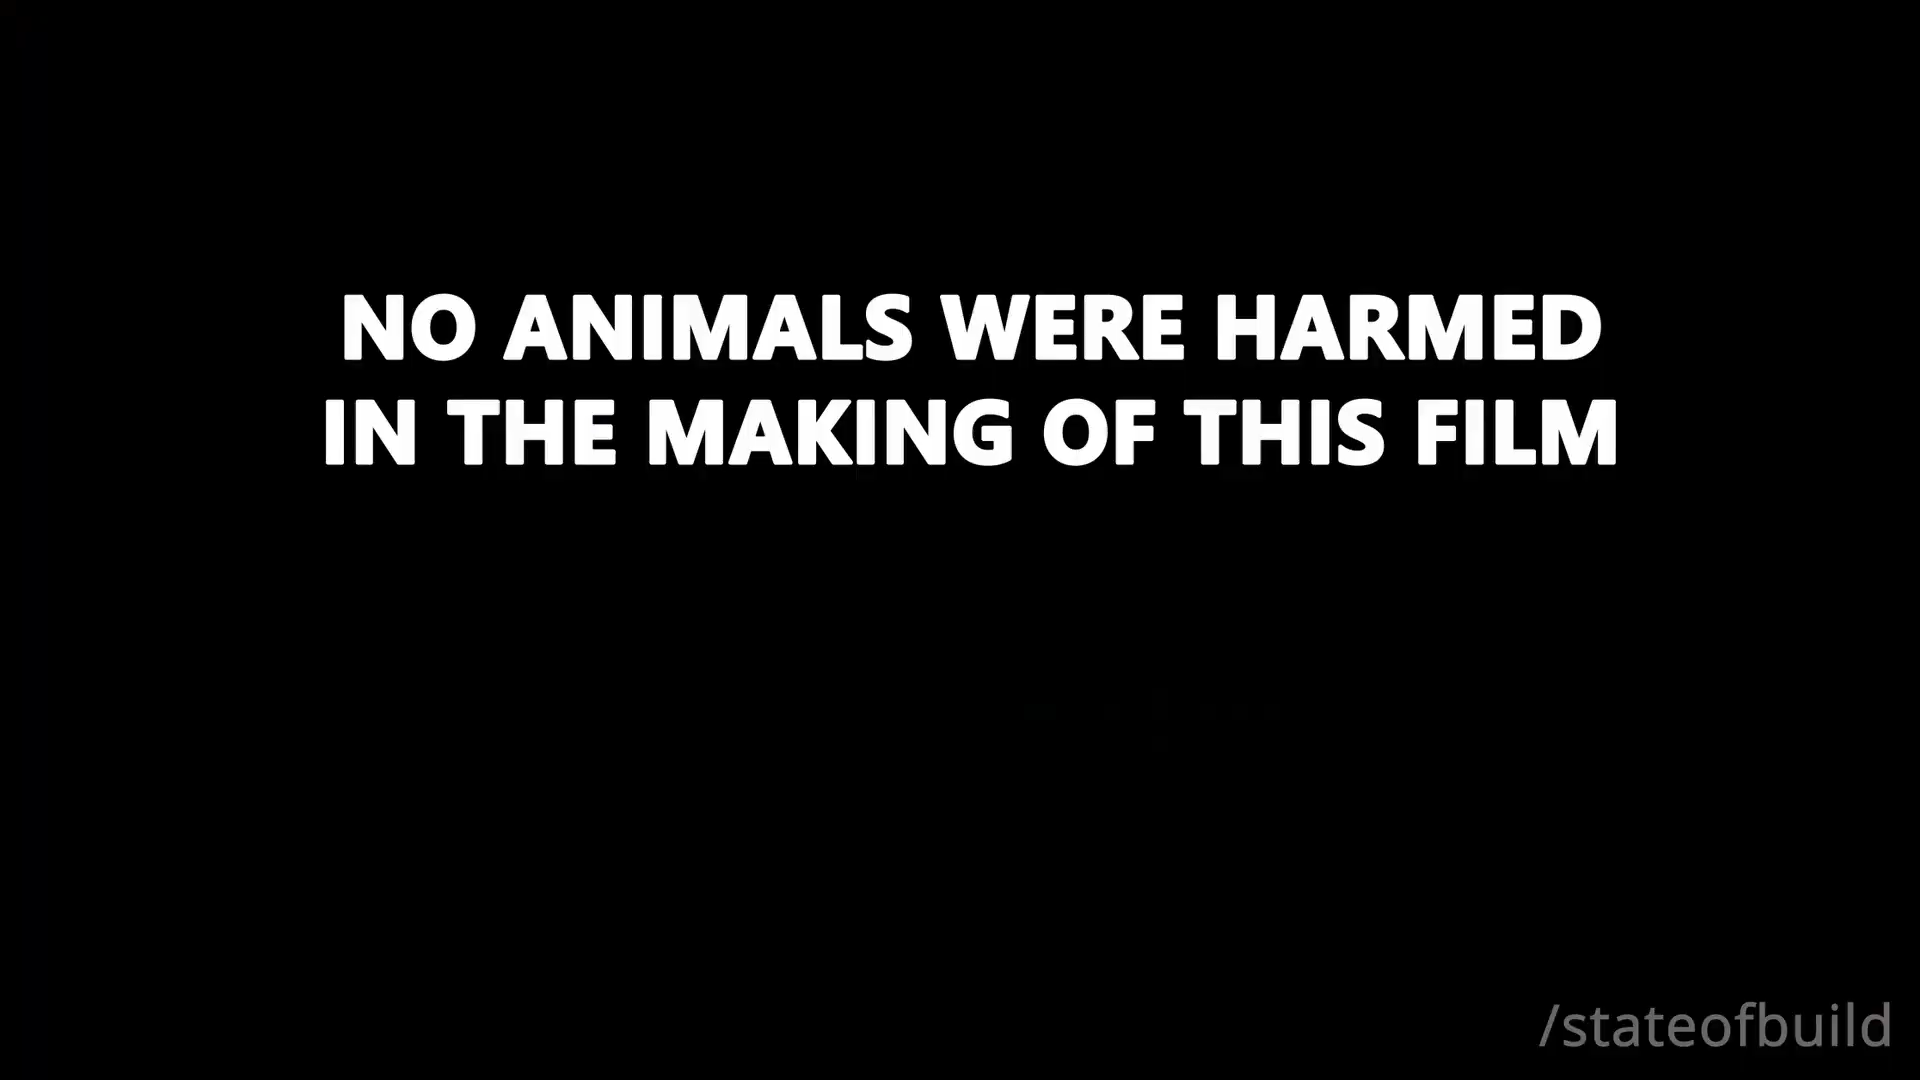 NO ANIMALS WERE HARMED
IN THE MAKING OF THIS FILM
/stateofbuild